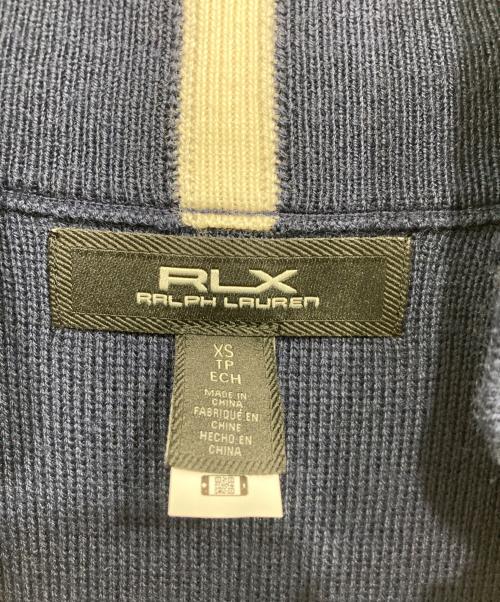 RLX
RALPH LAUREN
XS
TP
ECH
MADE IN
CHINA
FABRIQUÉ EN
CHINE
HECHO EN
CHINA